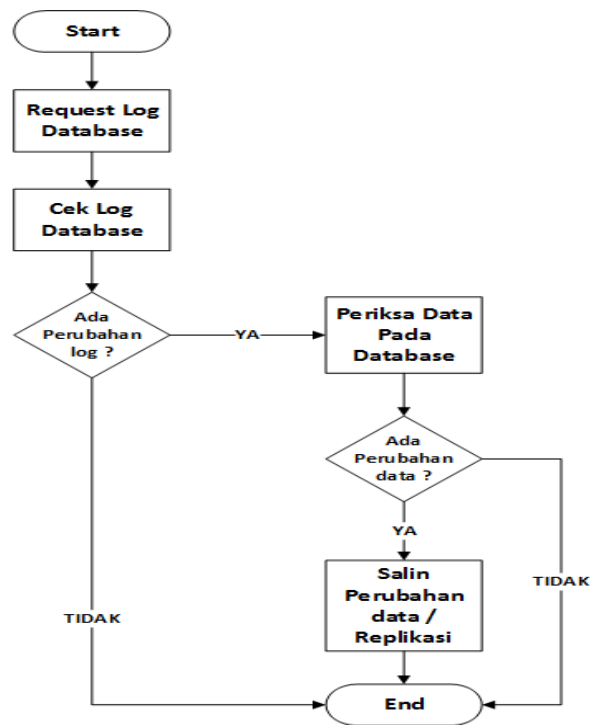 Start
Request Log
Database
Cek Log
Database
Ada
Perubahan
log ?
YA
Periksa Data
Pada
Database
Ada
Perubahan
data ?
YA
TIDAK
Salin
Perubahan
data /
Replikasi
TIDAK
End